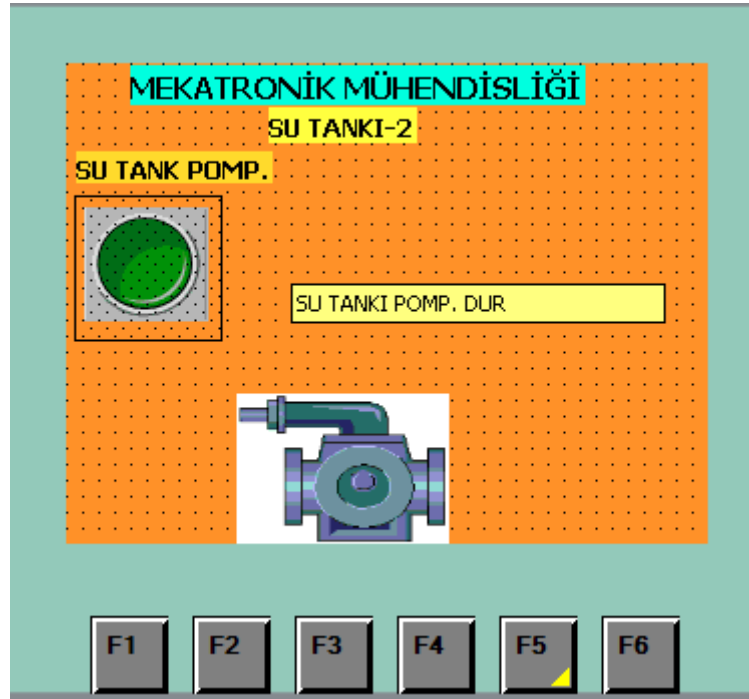 MEKATRONİK MÜHENDİSLİĞİ
SU TANKI-2
SU TANK POMP.
SU TANKI POMP. DUR
F1 F2 F3 F4 F5 F6